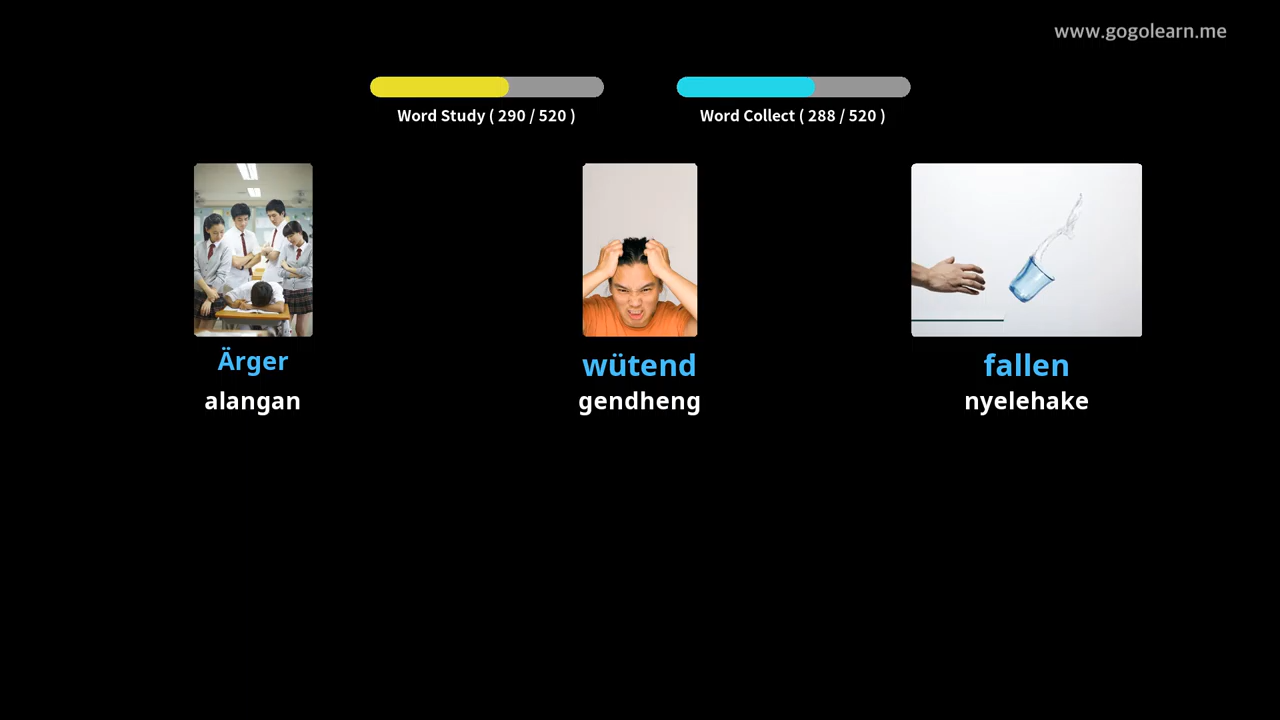 www.gogolearn.me
Word Study ( 290 / 520 )
Word Collect ( 288 / 520 )
Ärger
alangan
wütend
gendheng
fallen
nyelehake